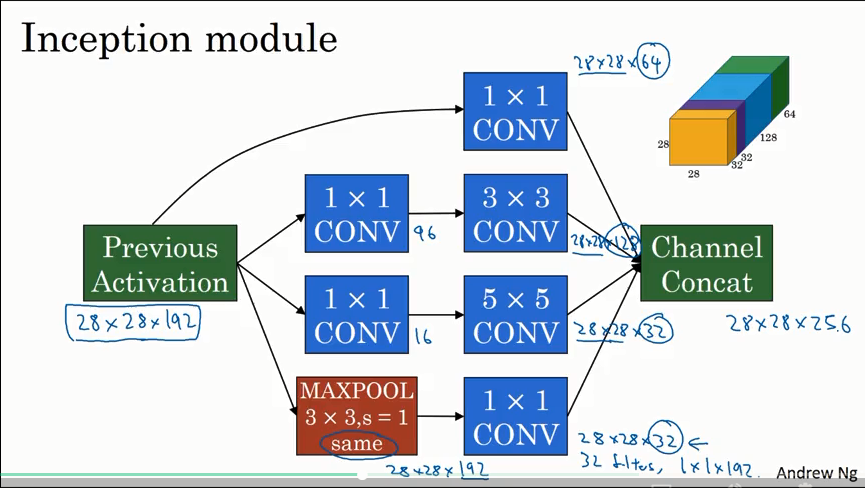 Inception module
28×28×64
1 × 1
CONV
64
28
128
32
32
28
1 × 1
CONV
96
3 × 3
CONV
28×28×128
Previous
Activation
28×28×192
Channel
Concat
28×28×256
1 × 1
CONV
16
5 × 5
CONV
28×28×32
MAXPOOL
3 × 3,s = 1
same
28×28×192
1 × 1
CONV
28×28×32 ←
32 filters, 1×1×192.
Andrew Ng